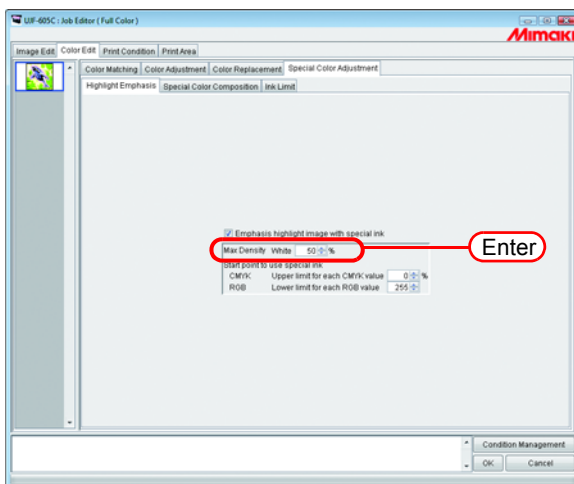 UJF-605C : Job Editor ( Full Color )
Mimaki
Image Edit Color Edit Print Condition Print Area
Color Matching Color Adjustment Color Replacement Special Color Adjustment
Highlight Emphasis Special Color Composition Ink Limit
Emphasis highlight image with special ink
Max.Density White 50 %
Enter
Start point to use special ink
CMYK Upper limit for each CMYK value 0 %
RGB Lower limit for each RGB value 255
Condition Management
OK Cancel